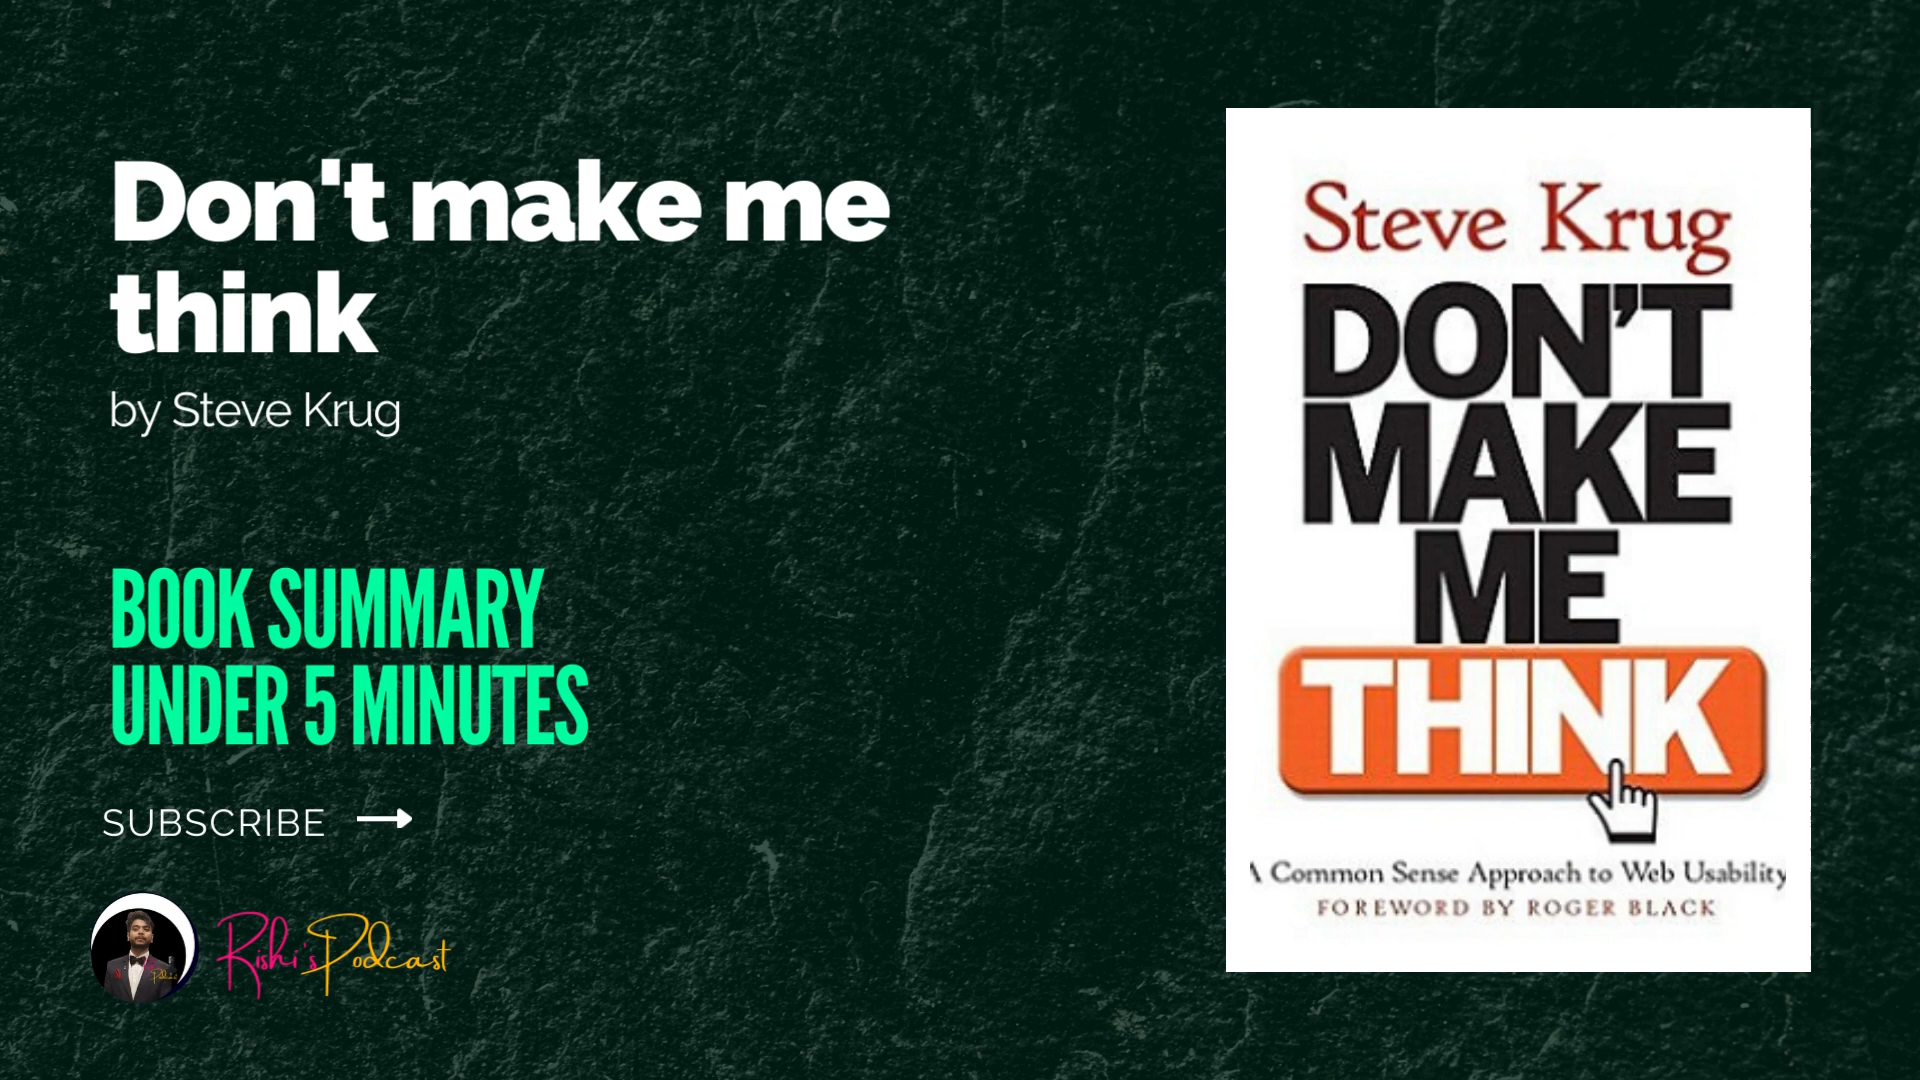 Don't make me
think
by Steve Krug
BOOK SUMMARY
UNDER 5 MINUTES
SUBSCRIBE
Rishi's Podcast
Steve Krug
DON'T
MAKE
ME
THINK
A Common Sense Approach to Web Usability
FOREWORD BY ROGER BLACK